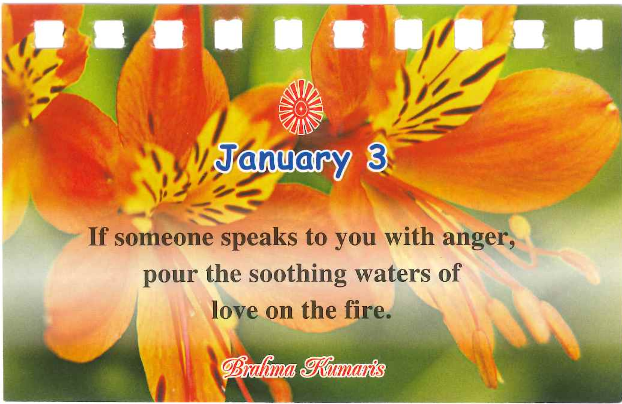 January 3
If someone speaks to you with anger,
pour the soothing waters of
love on the fire.
Brahma Kumaris